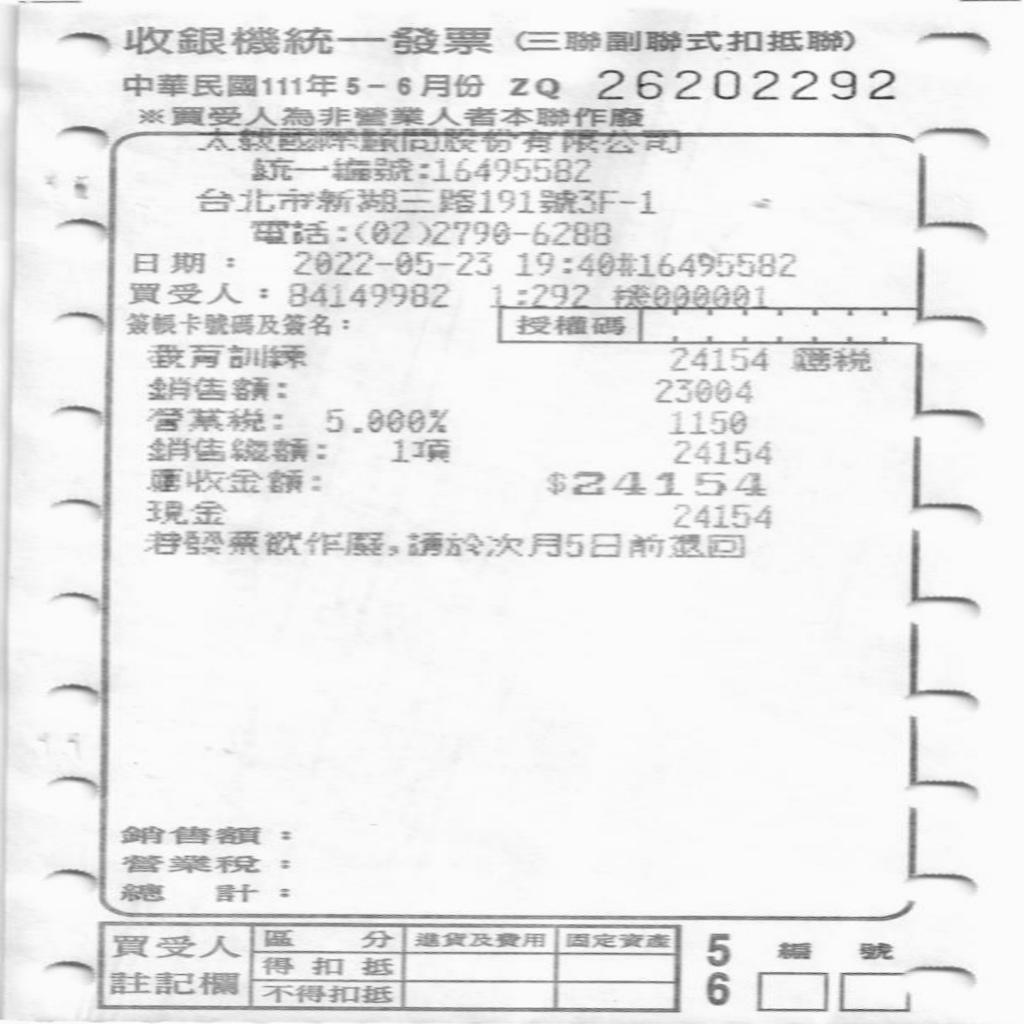 收銀機統一發票(三聯副聯式扣抵聯)
中華民國111年5-6月份 ZQ 26202292
※買受人為非營業人者本聯作廢
太毅國際顧問股份有限公司
統一編號:16495582
台北市新湖三路191號3F-1
電話:(02)2790-6288
日期: 2022-05-23 19:40#16495582
買受人:84149982 1:292 機000001
簽帳卡號碼及簽名: 授權碼
教育訓練 24154 應稅
銷售額: 23004
營業稅: 5.000% 1150
銷售總額: 1項 24154
應收金額: $24154
現金 24154
若發票欲作廢,請於次月5日前退回
銷售額:
營業稅:
總計:
買受人註記欄 區分 進貨及費用 固定資產
得扣抵
不得扣抵
5 6 編號